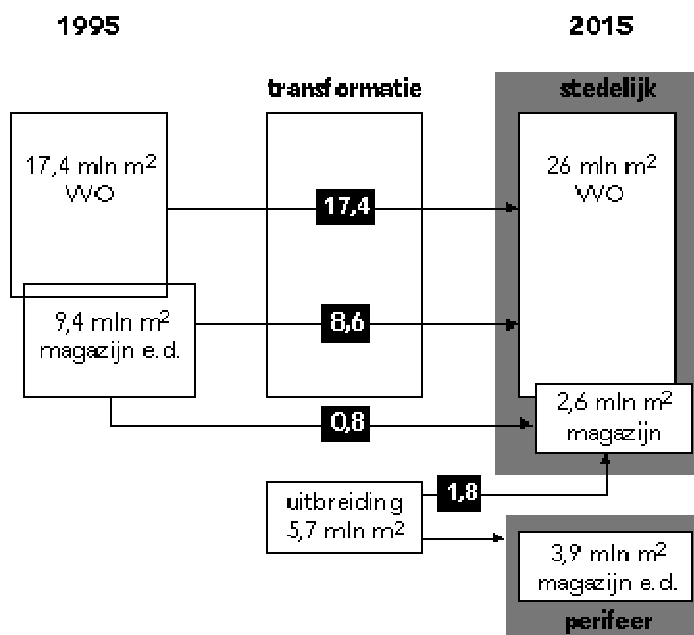 1995
2015
transformatie
stedelijk
17,4 mln m²
VVO
17,4
26 mln m²
VVO
9,4 mln m²
magazijn e.d.
8,6
0,8
2,6 mln m²
magazijn
1,8
uitbreiding
5,7 mln m²
3,9 mln m²
magazijn e.d.
perifeer